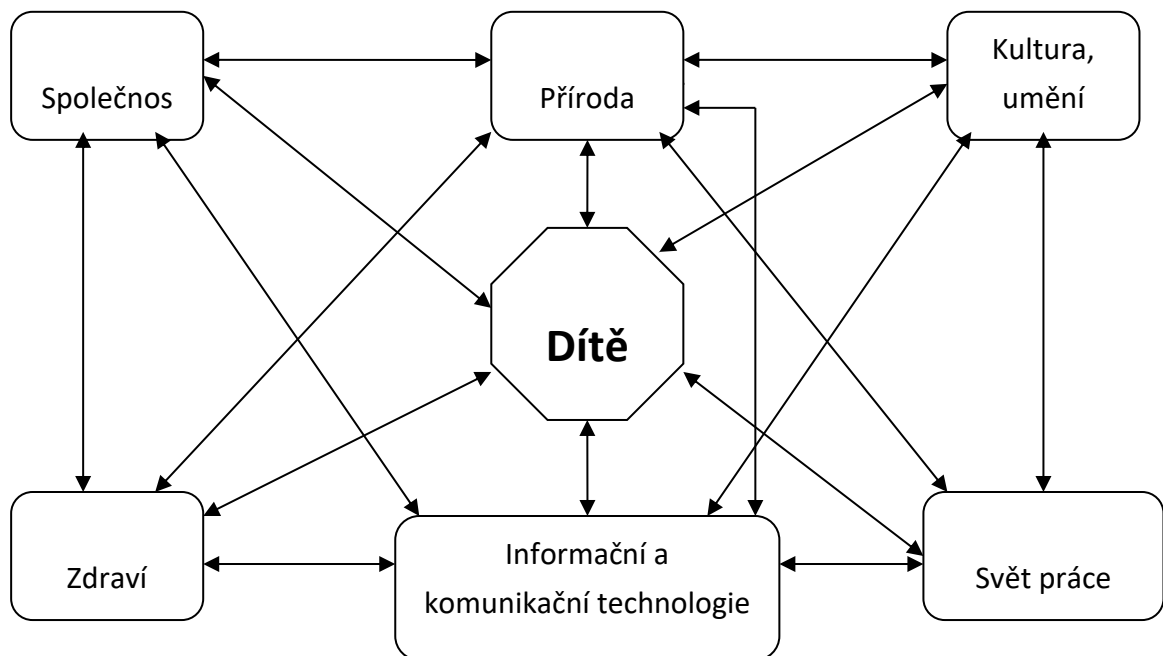 Společnos
Příroda
Kultura,
umění
Dítě
Zdraví
Informační a
komunikační technologie
Svět práce